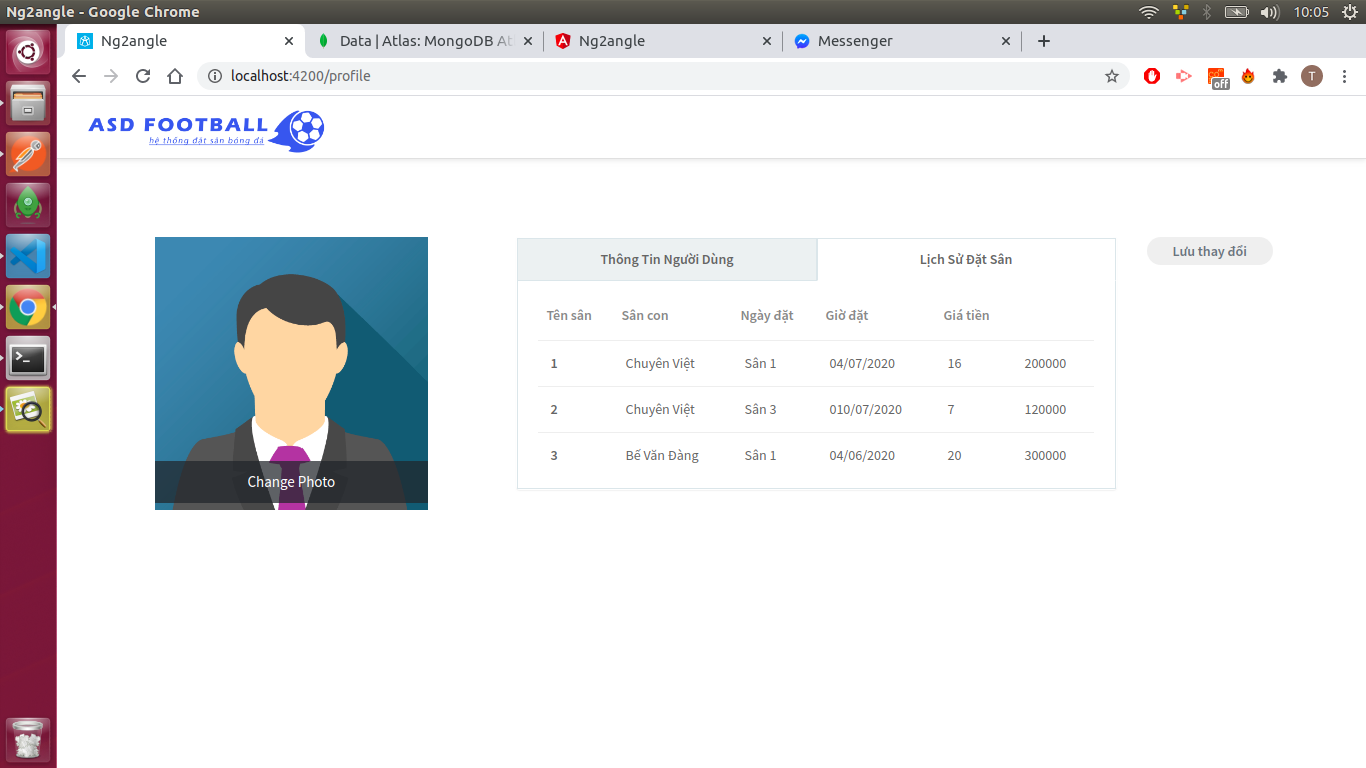 Ng2angle - Google Chrome
10:05
Ng2angle
Data | Atlas: MongoDB At
Ng2angle
Messenger
localhost:4200/profile
off
T
ASD FOOTBALL
hệ thống đặt sân bóng đá
Thông Tin Người Dùng
Lịch Sử Đặt Sân
Lưu thay đổi
Tên sân Sân con Ngày đặt Giờ đặt Giá tiền
1 Chuyên Việt Sân 1 04/07/2020 16 200000
2 Chuyên Việt Sân 3 010/07/2020 7 120000
3 Bế Văn Đàng Sân 1 04/06/2020 20 300000
Change Photo